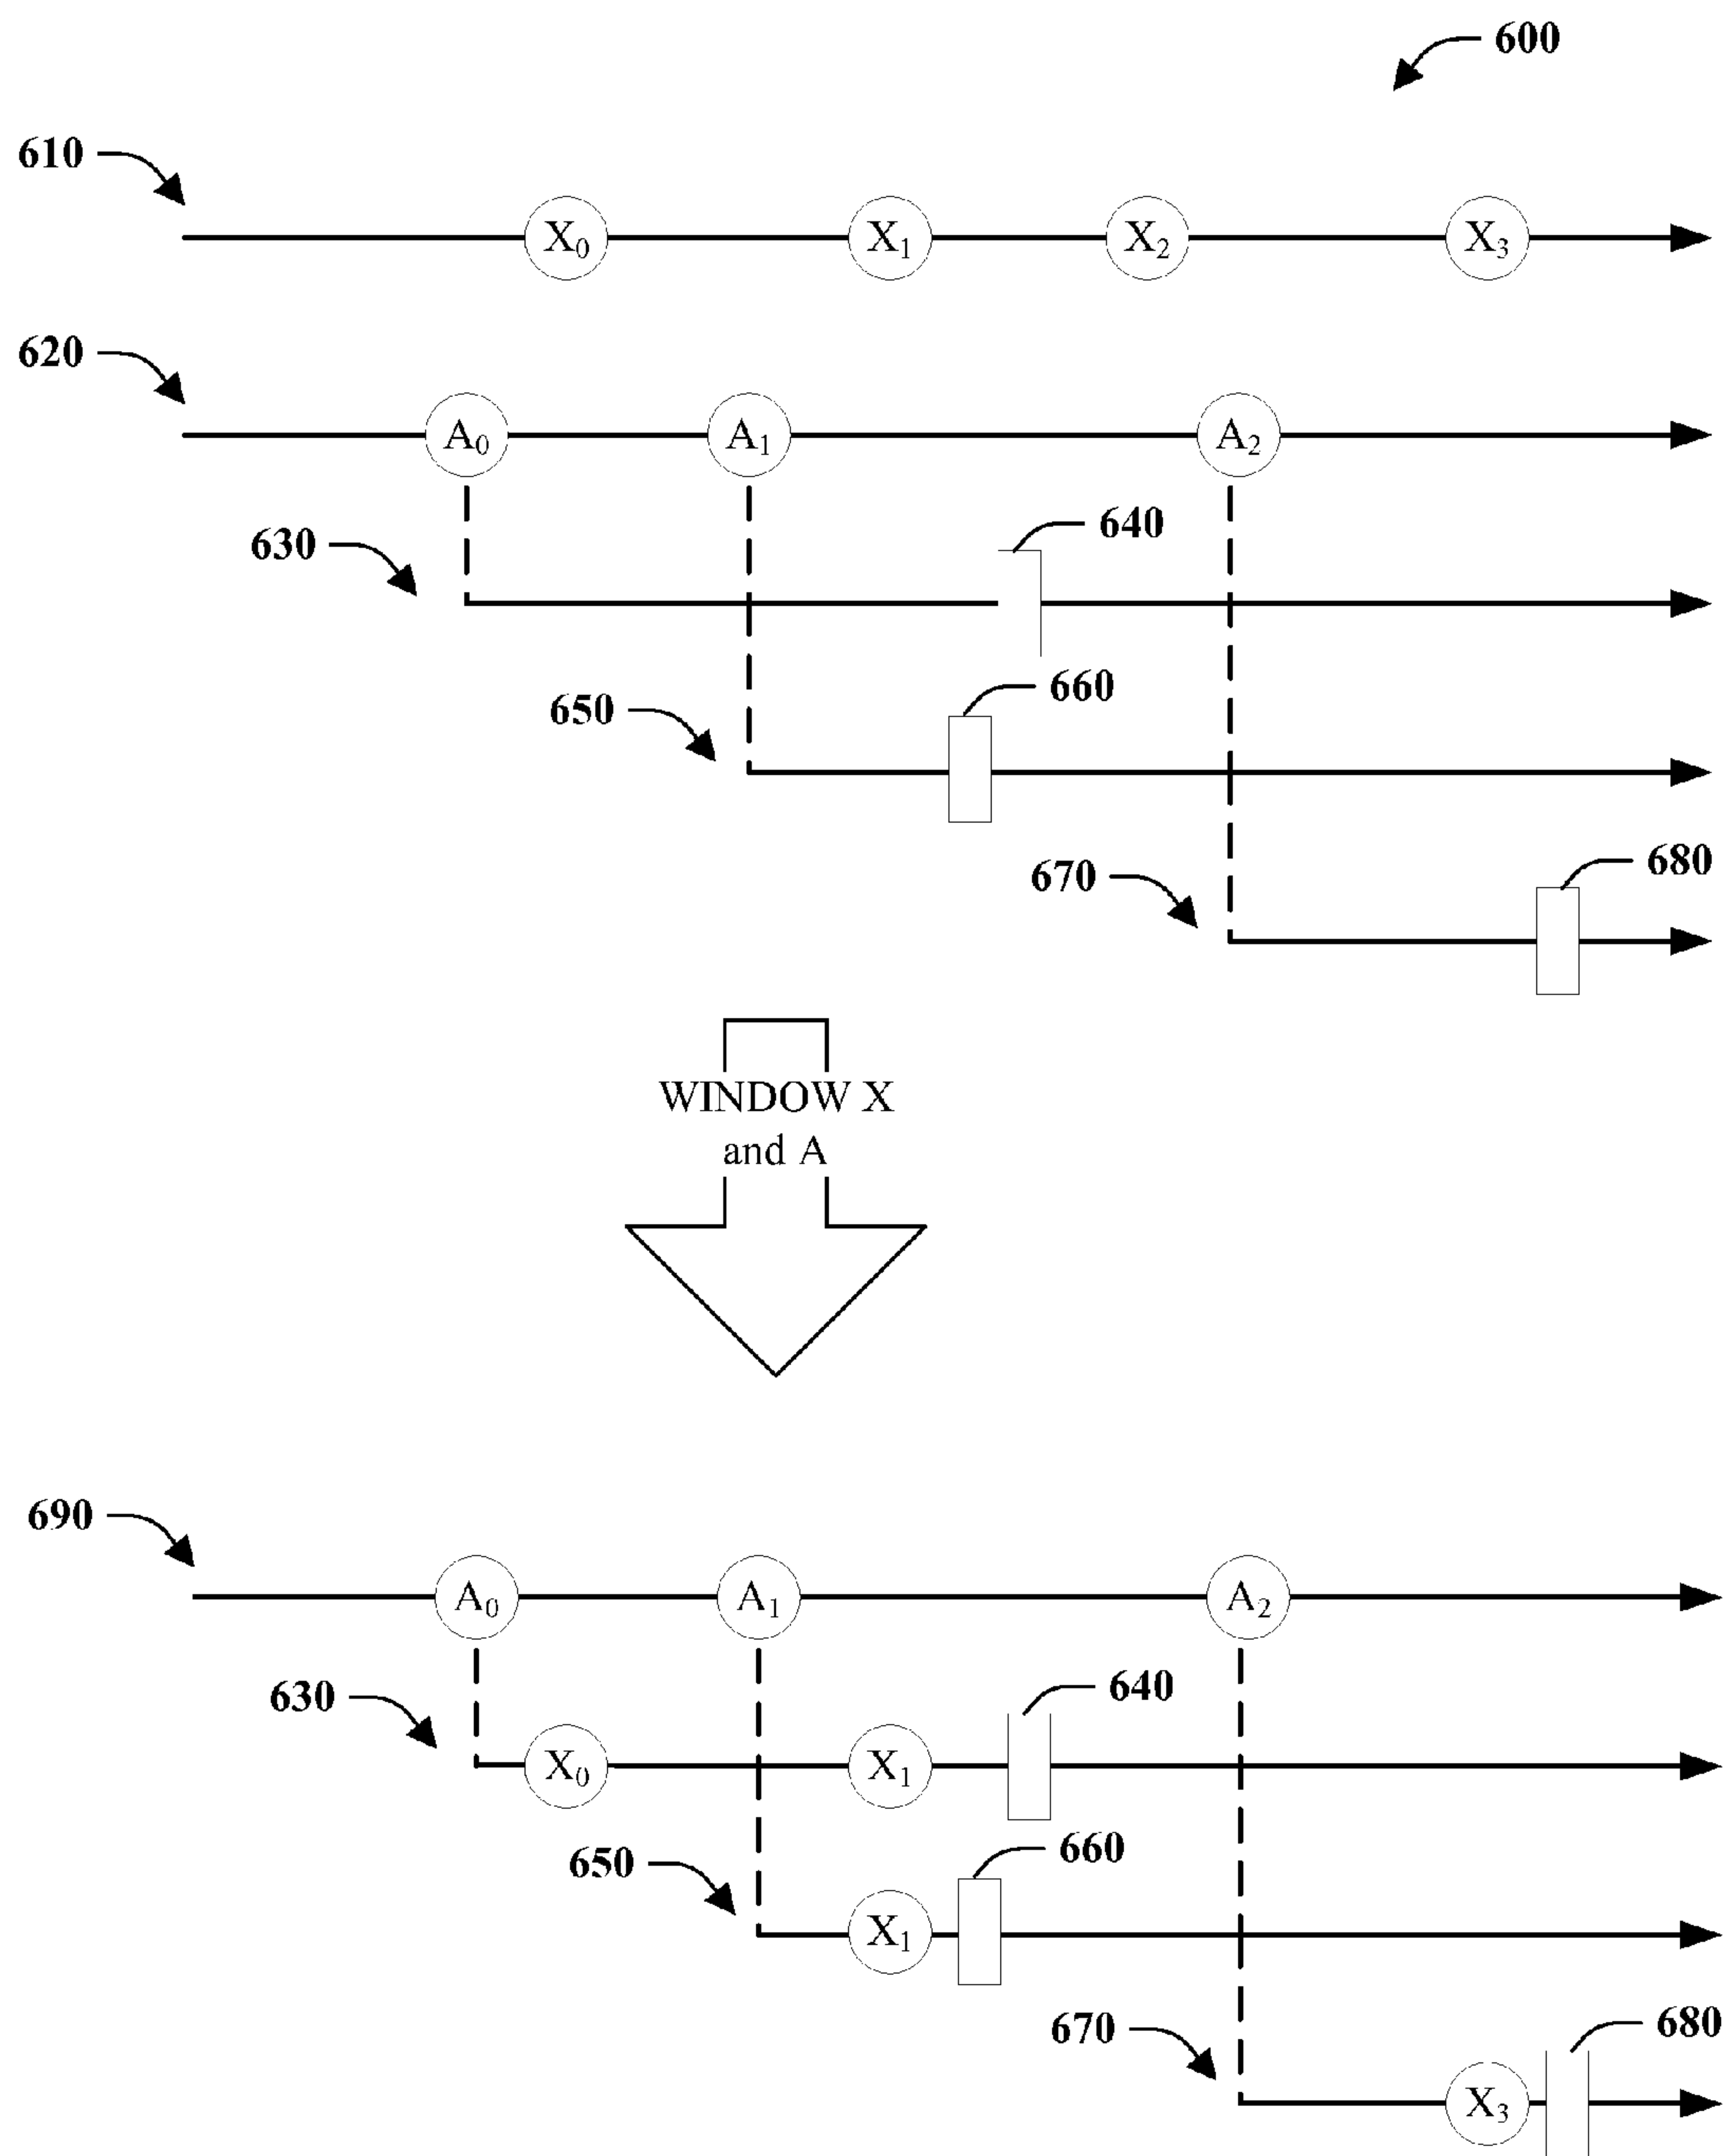 600
610
X₀ X₁ X₂ X₃
620
A₀ A₁ A₂
640
630
660
650
680
670
WINDOW X
and A
690
A₀ A₁ A₂
640
630
X₀ X₁
660
650
X₁
680
670
X₃